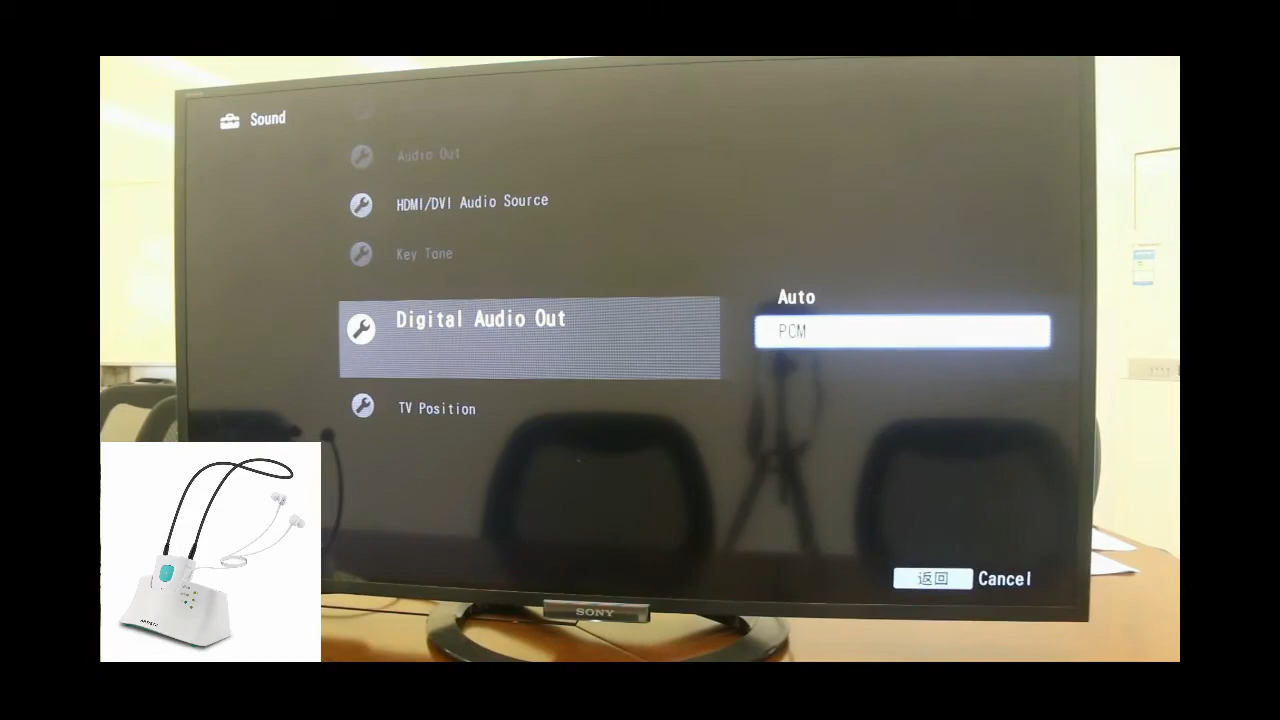 Sound
Audio Out
HDMI/DVI Audio Source
Key Tone
Digital Audio Out
Auto
PCM
TV Position
返回 Cancel
SONY